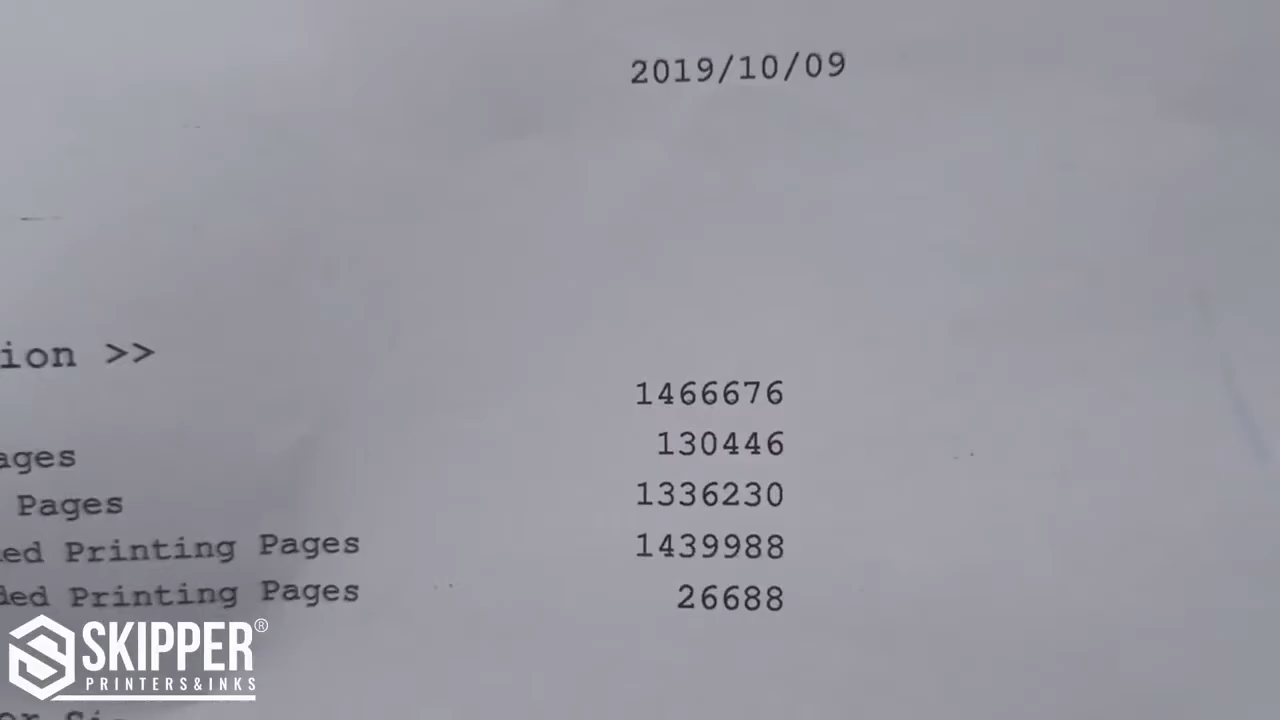 2019/10/09
ion >>
1466676
ages 130446
Pages 1336230
ed Printing Pages 1439988
ded Printing Pages 26688
SKIPPER®
PRINTERS&INKS